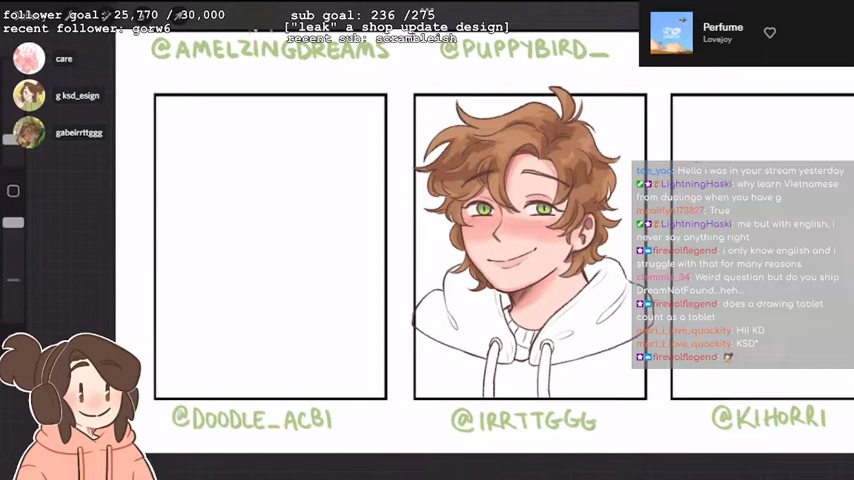 follower goal: 25,770 / 30,000
sub goal: 236 /275
recent follower: gorw6
["leak" a shop update design]
recent sub: scrambleish
Perfume
Lovejoy
@AMELZINGDREAMS
@PUPPYBIRD_
care
g ksd_esign
gabeirrttggg
Hello i was in your stream yesterday
LightningHaski: why learn Vietnamese
from duolingo when you have g
True
LightningHaski: me but with english, i
never say anything right
firewolflegend: i only know english and i
struggle with that for many reasons
Weird question but do you ship
DreamNotFound...heh...
firewolflegend: does a drawing tablet
count as a tablet
mari_i_love_quackity: HII KD
mari_i_love_quackity: KSD*
firewolflegend:
@DOODLE_ACB1
@IRRTTGGG
@KIHORRI